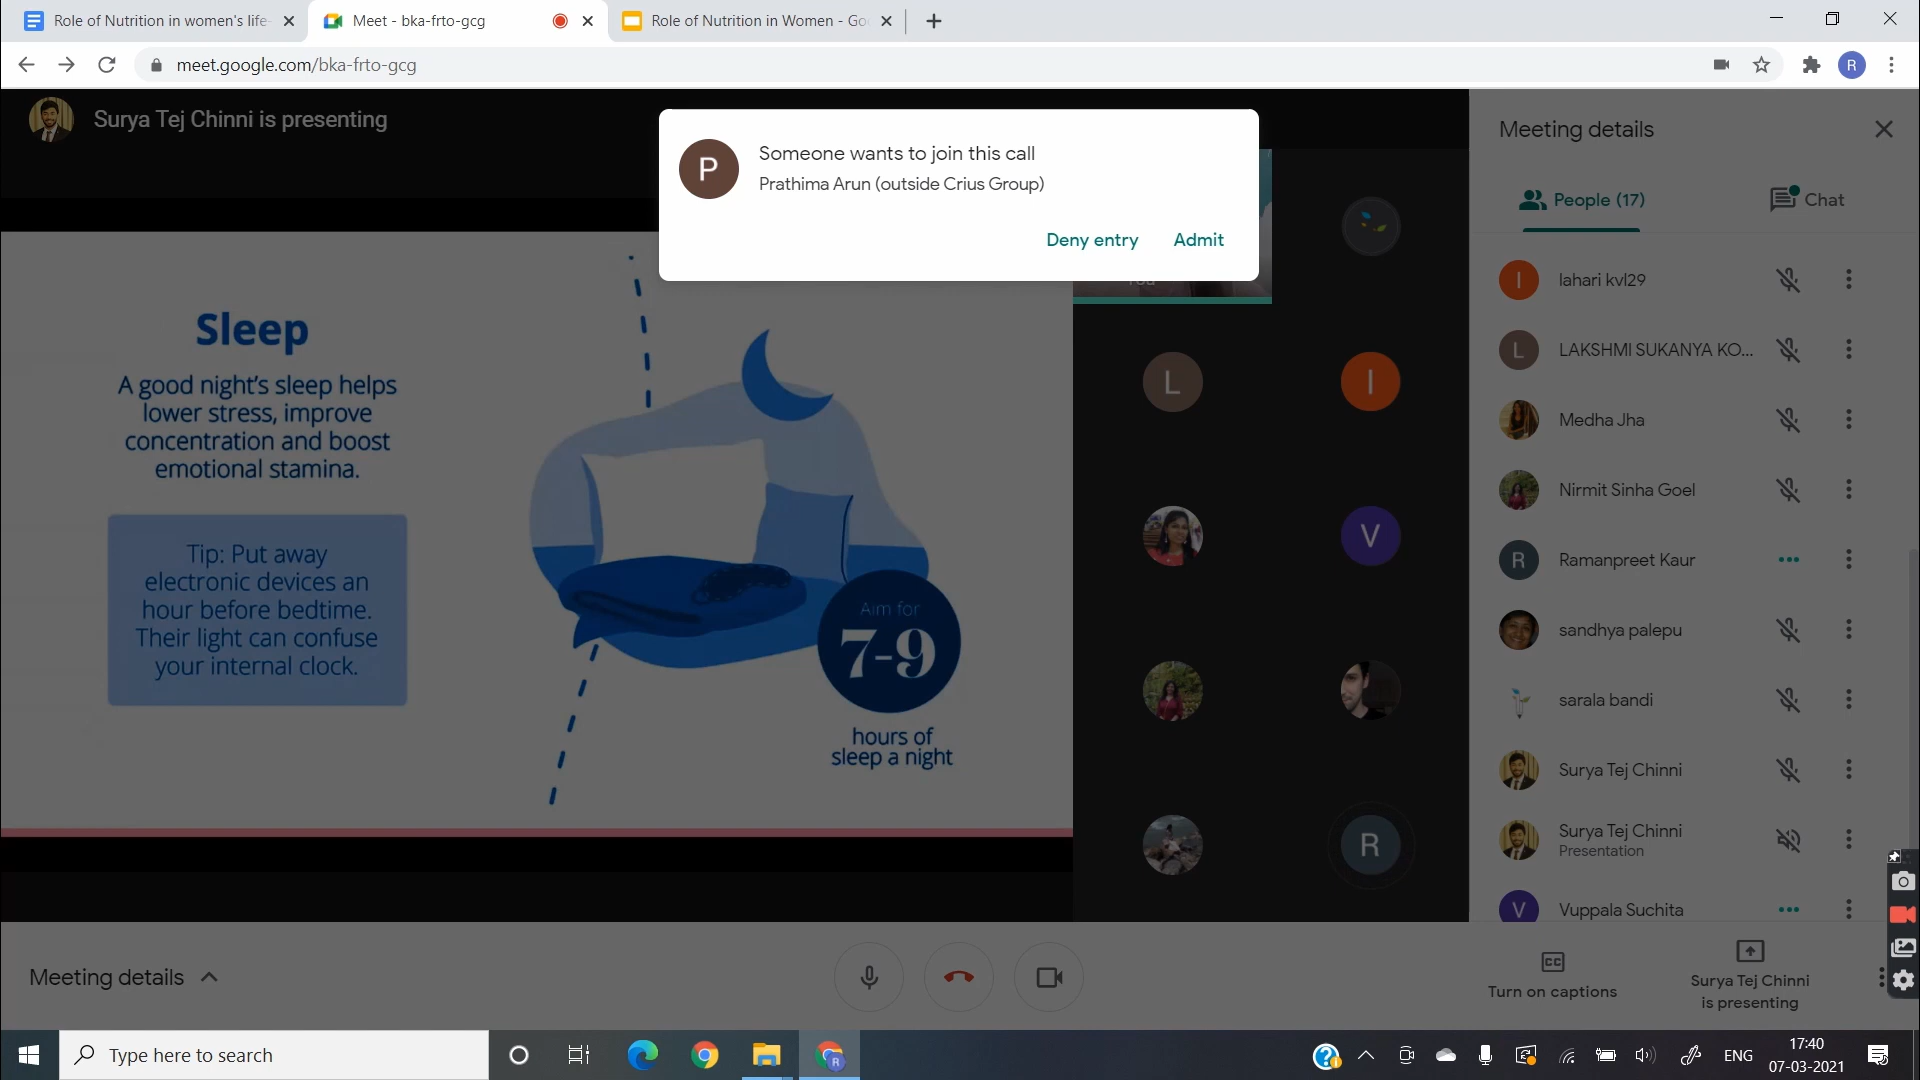 Role of Nutrition in women's life-
Meet - bka-frto-gcg
Role of Nutrition in Women - Goo
meet.google.com/bka-frto-gcg
R
Surya Tej Chinni is presenting
P
Someone wants to join this call
Prathima Arun (outside Crius Group)
Deny entry
Admit
You
Sleep
A good night's sleep helps
lower stress, improve
concentration and boost
emotional stamina.
Tip: Put away
electronic devices an
hour before bedtime.
Their light can confuse
your internal clock.
Aim for
7-9
hours of
sleep a night
L
l
V
R
Meeting details
People (17)
Chat
l
lahari kvl29
L
LAKSHMI SUKANYA KO...
Medha Jha
Nirmit Sinha Goel
R
Ramanpreet Kaur
sandhya palepu
sarala bandi
Surya Tej Chinni
Surya Tej Chinni
Presentation
V
Vuppala Suchita
Meeting details
CC
Turn on captions
Surya Tej Chinni
is presenting
Type here to search
R
ENG
17:40
07-03-2021